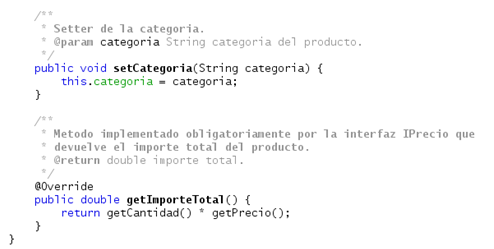 /**
 * Setter de la categoria.
 * @param categoria String categoria del producto.
 */
public void setCategoria(String categoria) {
    this.categoria = categoria;
}

/**
 * Metodo implementado obligatoriamente por la interfaz IPrecio que
 * devuelve el importe total del producto.
 * @return double importe total.
 */
@Override
public double getImporteTotal() {
    return getCantidad() * getPrecio();
}
}